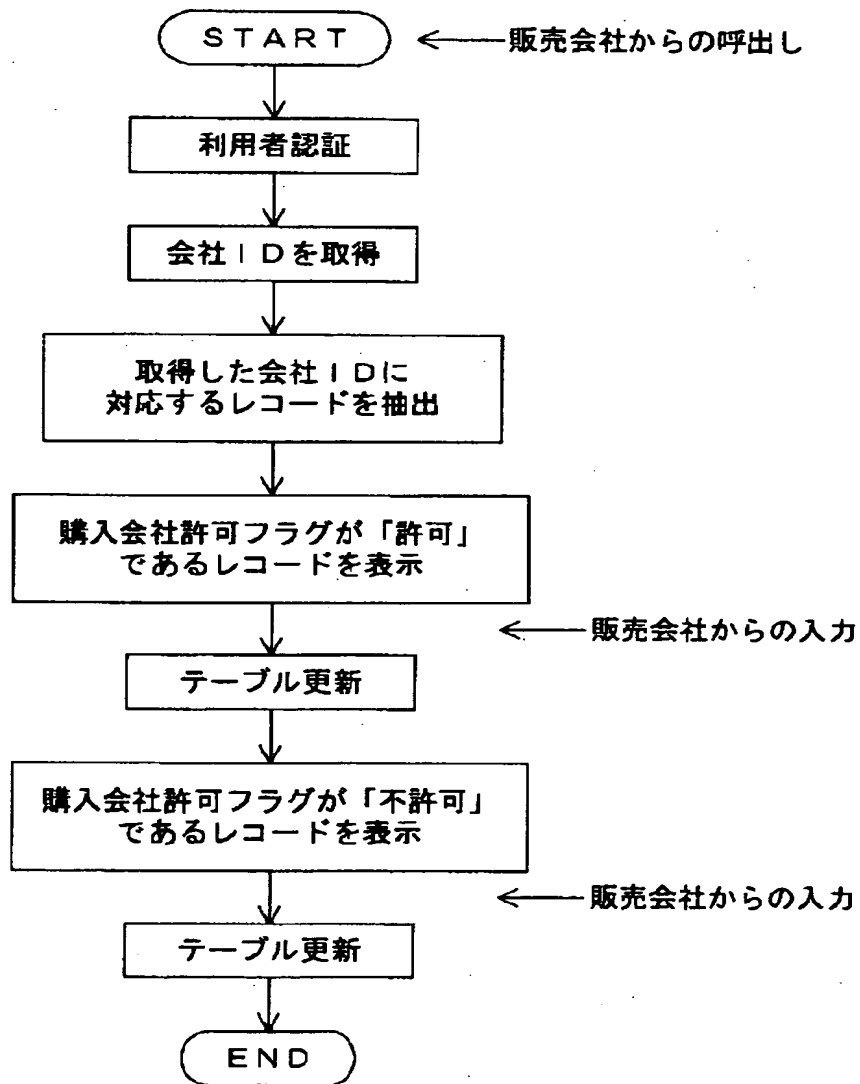 START
販売会社からの呼出し
利用者認証
会社IDを取得
取得した会社IDに
対応するレコードを抽出
購入会社許可フラグが「許可」
であるレコードを表示
販売会社からの入力
テーブル更新
購入会社許可フラグが「不許可」
であるレコードを表示
販売会社からの入力
テーブル更新
END